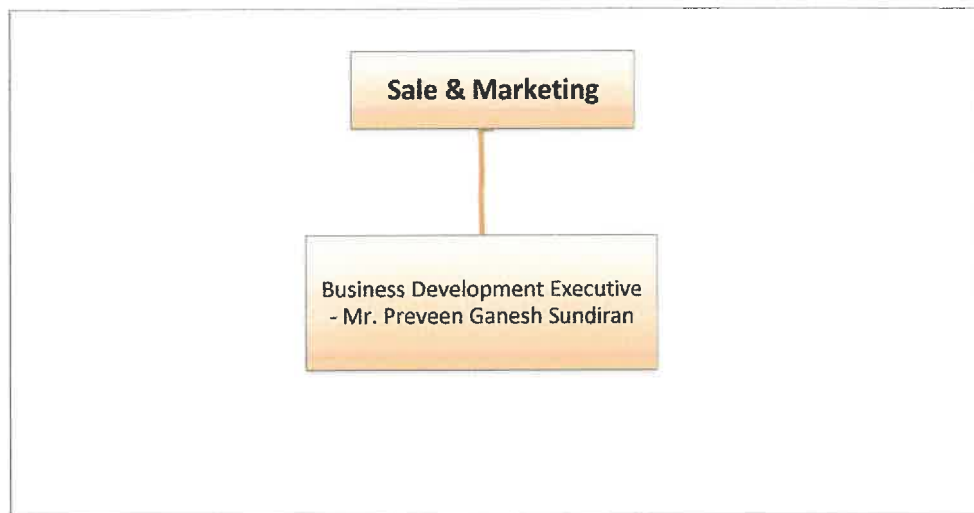 Sale & Marketing
Business Development Executive
- Mr. Preveen Ganesh Sundiran